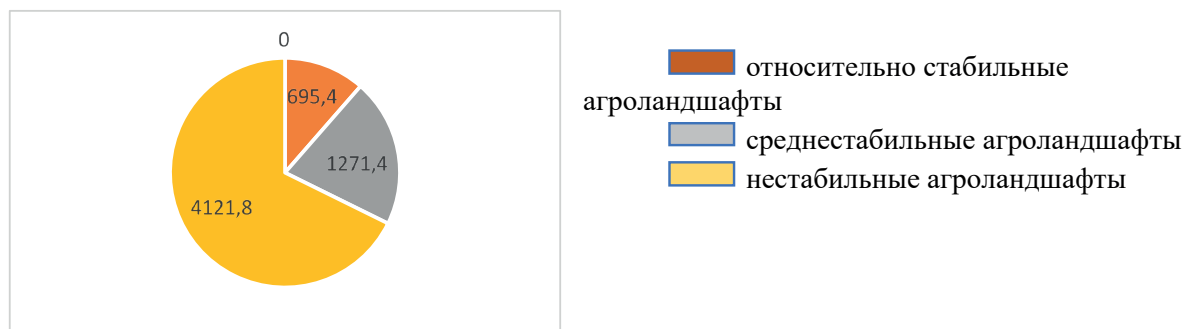 0
695,4
1271,4
4121,8
относительно стабильные
агроландшафты
среднестабильные агроландшафты
нестабильные агроландшафты